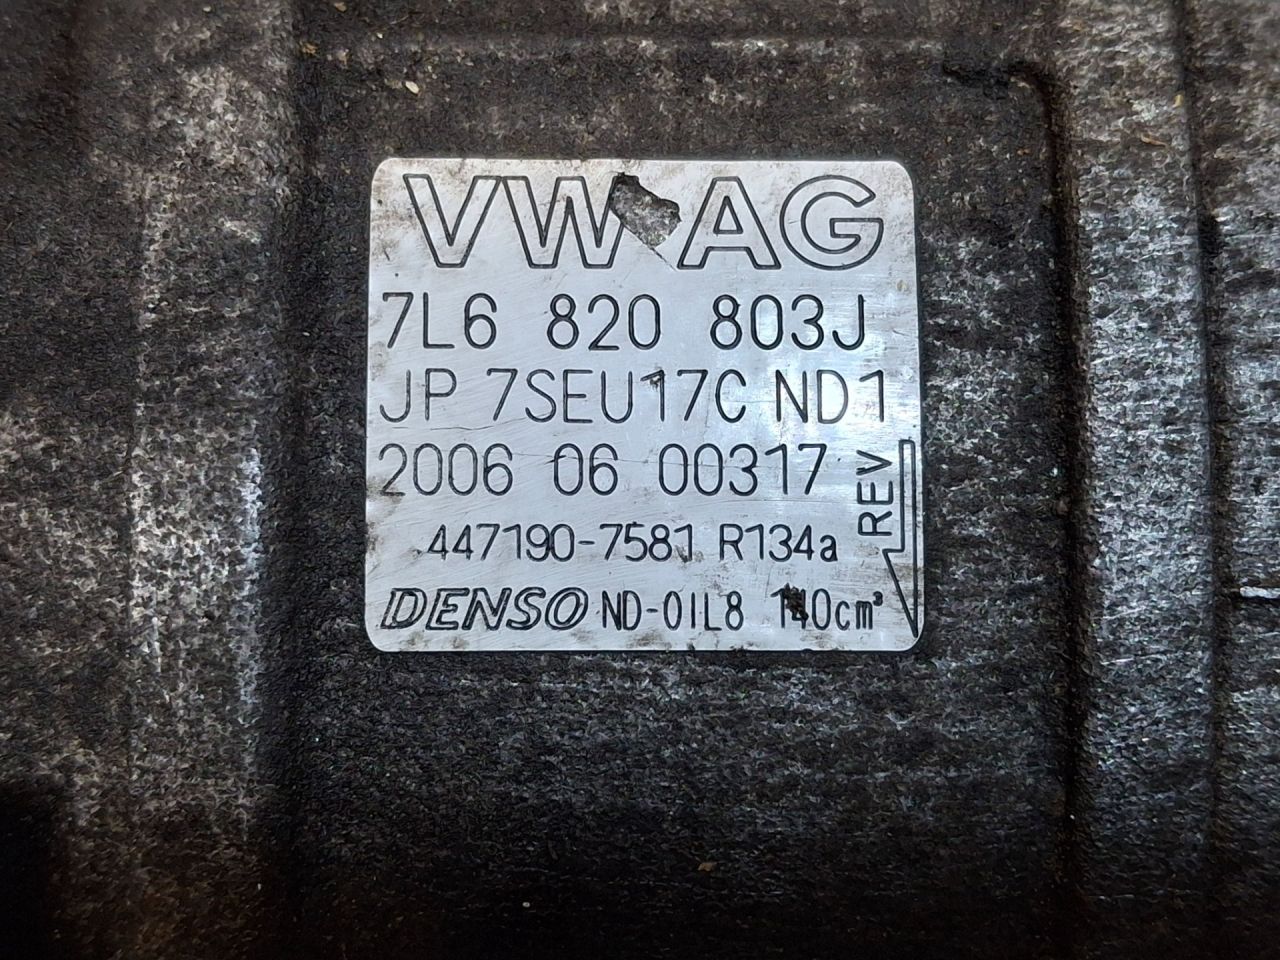 VW AG
7L6 820 803J
JP 7SEU17C ND1
2006 06 00317
REV
447190-7581 R134a
DENSO ND-OIL8 140cm³